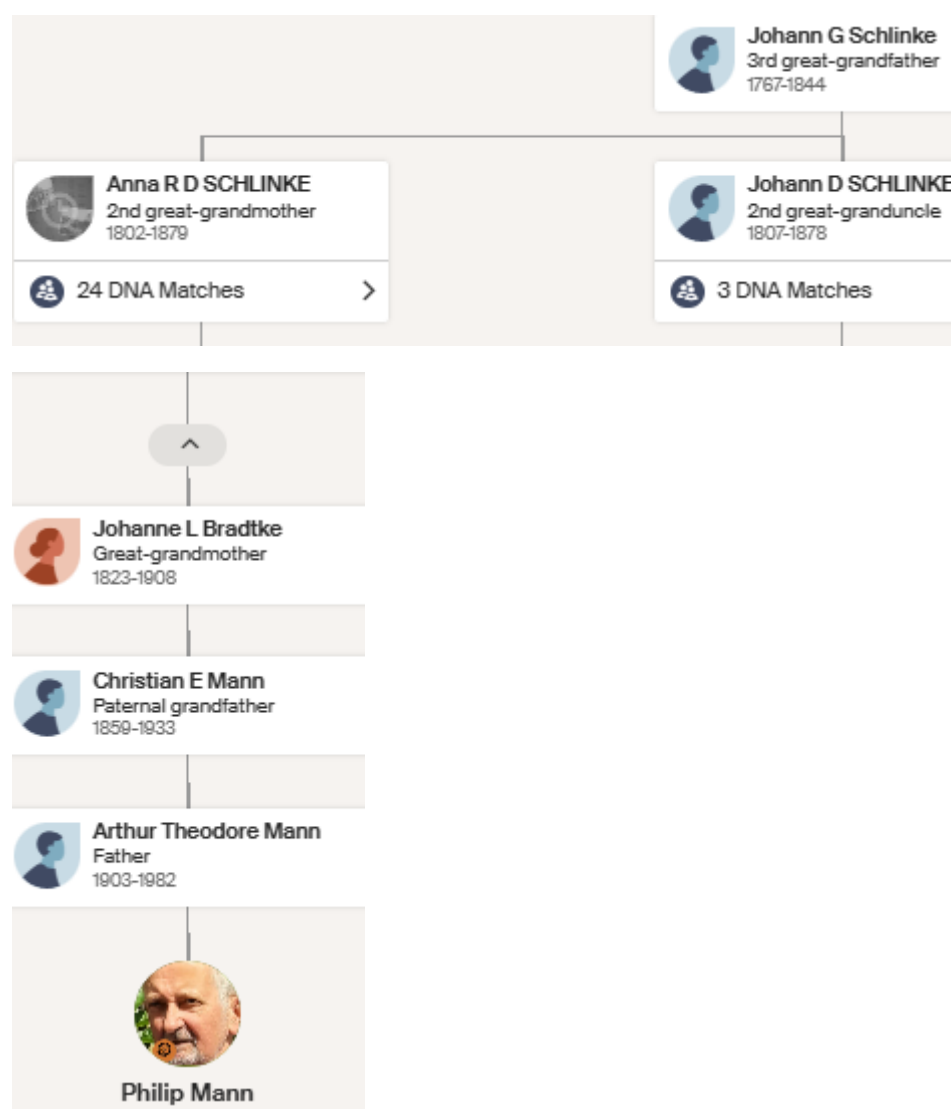 Johann G Schlinke
3rd great-grandfather
1767-1844
Anna R D SCHLINKE
2nd great-grandmother
1802-1879
24 DNA Matches
Johann D SCHLINKE
2nd great-granduncle
1807-1878
3 DNA Matches
Johanne L Bradtke
Great-grandmother
1823-1908
Christian E Mann
Paternal grandfather
1859-1933
Arthur Theodore Mann
Father
1903-1982
Philip Mann